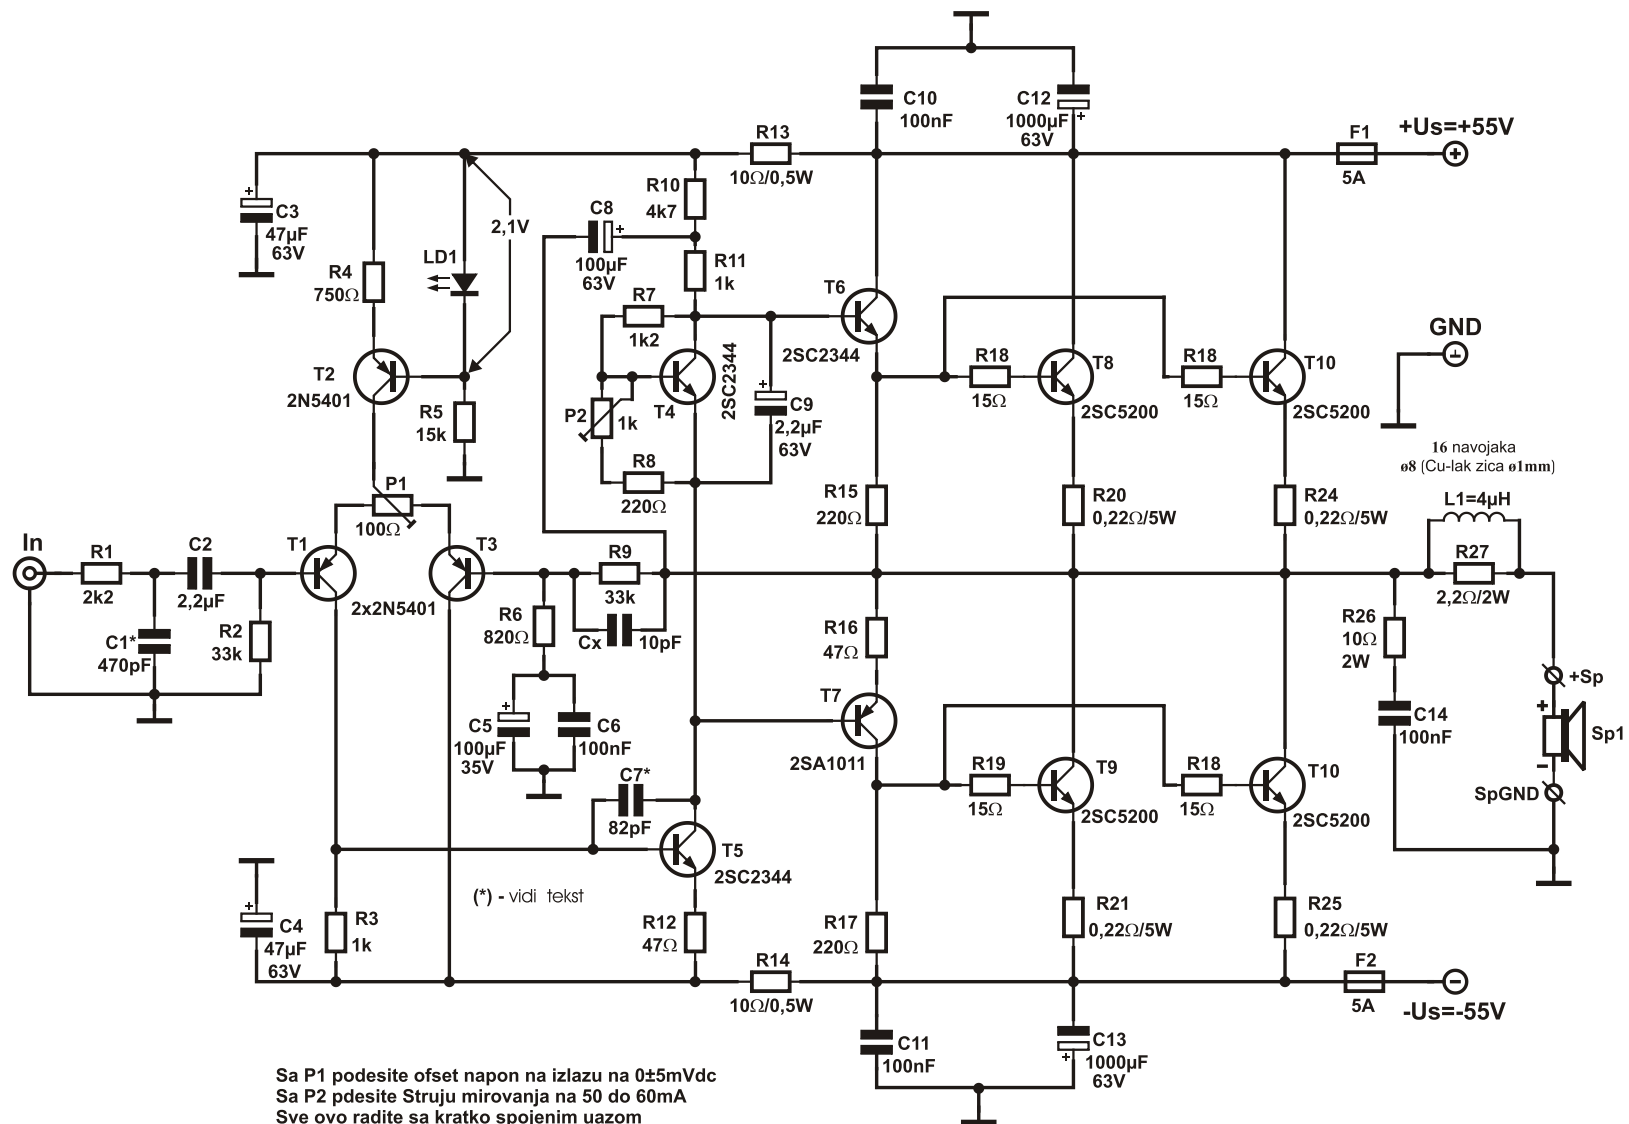 C10
100nF
C12
1000µF
63V
+
R13
10Ω/0,5W
F1
5A
+Us=+55V
+
C3
47µF
63V
R4
750Ω
LD1
2,1V
C8
+
100µF
63V
R10
4k7
R11
1k
R7
1k2
T6
2SC2344
GND
T2
2N5401
R5
15k
P2
1k
T4
2SC2344
+
C9
2,2µF
63V
R18
15Ω
T8
2SC5200
R18
15Ω
T10
2SC5200
R8
220Ω
16 navojaka
ø8 (Cu-lak zica ø1mm)
P1
100Ω
R15
220Ω
R20
0,22Ω/5W
R24
0,22Ω/5W
L1=4µH
In
R1
2k2
C2
2,2µF
T1
T3
2x2N5401
R9
33k
R27
2,2Ω/2W
C1*
470pF
R2
33k
R6
820Ω
Cx
10pF
R16
47Ω
R26
10Ω
2W
+Sp
+
C5
100µF
35V
C6
100nF
T7
2SA1011
C14
100nF
+
Sp1
–
SpGND
C7*
82pF
R19
15Ω
T9
2SC5200
R18
15Ω
T10
2SC5200
T5
2SC2344
(*) - vidi tekst
+
C4
47µF
63V
R3
1k
R12
47Ω
R17
220Ω
R21
0,22Ω/5W
R25
0,22Ω/5W
R14
10Ω/0,5W
F2
5A
-Us=-55V
C11
100nF
C13
1000µF
63V
+
Sa P1 podesite ofset napon na izlazu na 0±5mVdc
Sa P2 pdesite Struju mirovanja na 50 do 60mA
Sve ovo radite sa kratko spojenim uazom